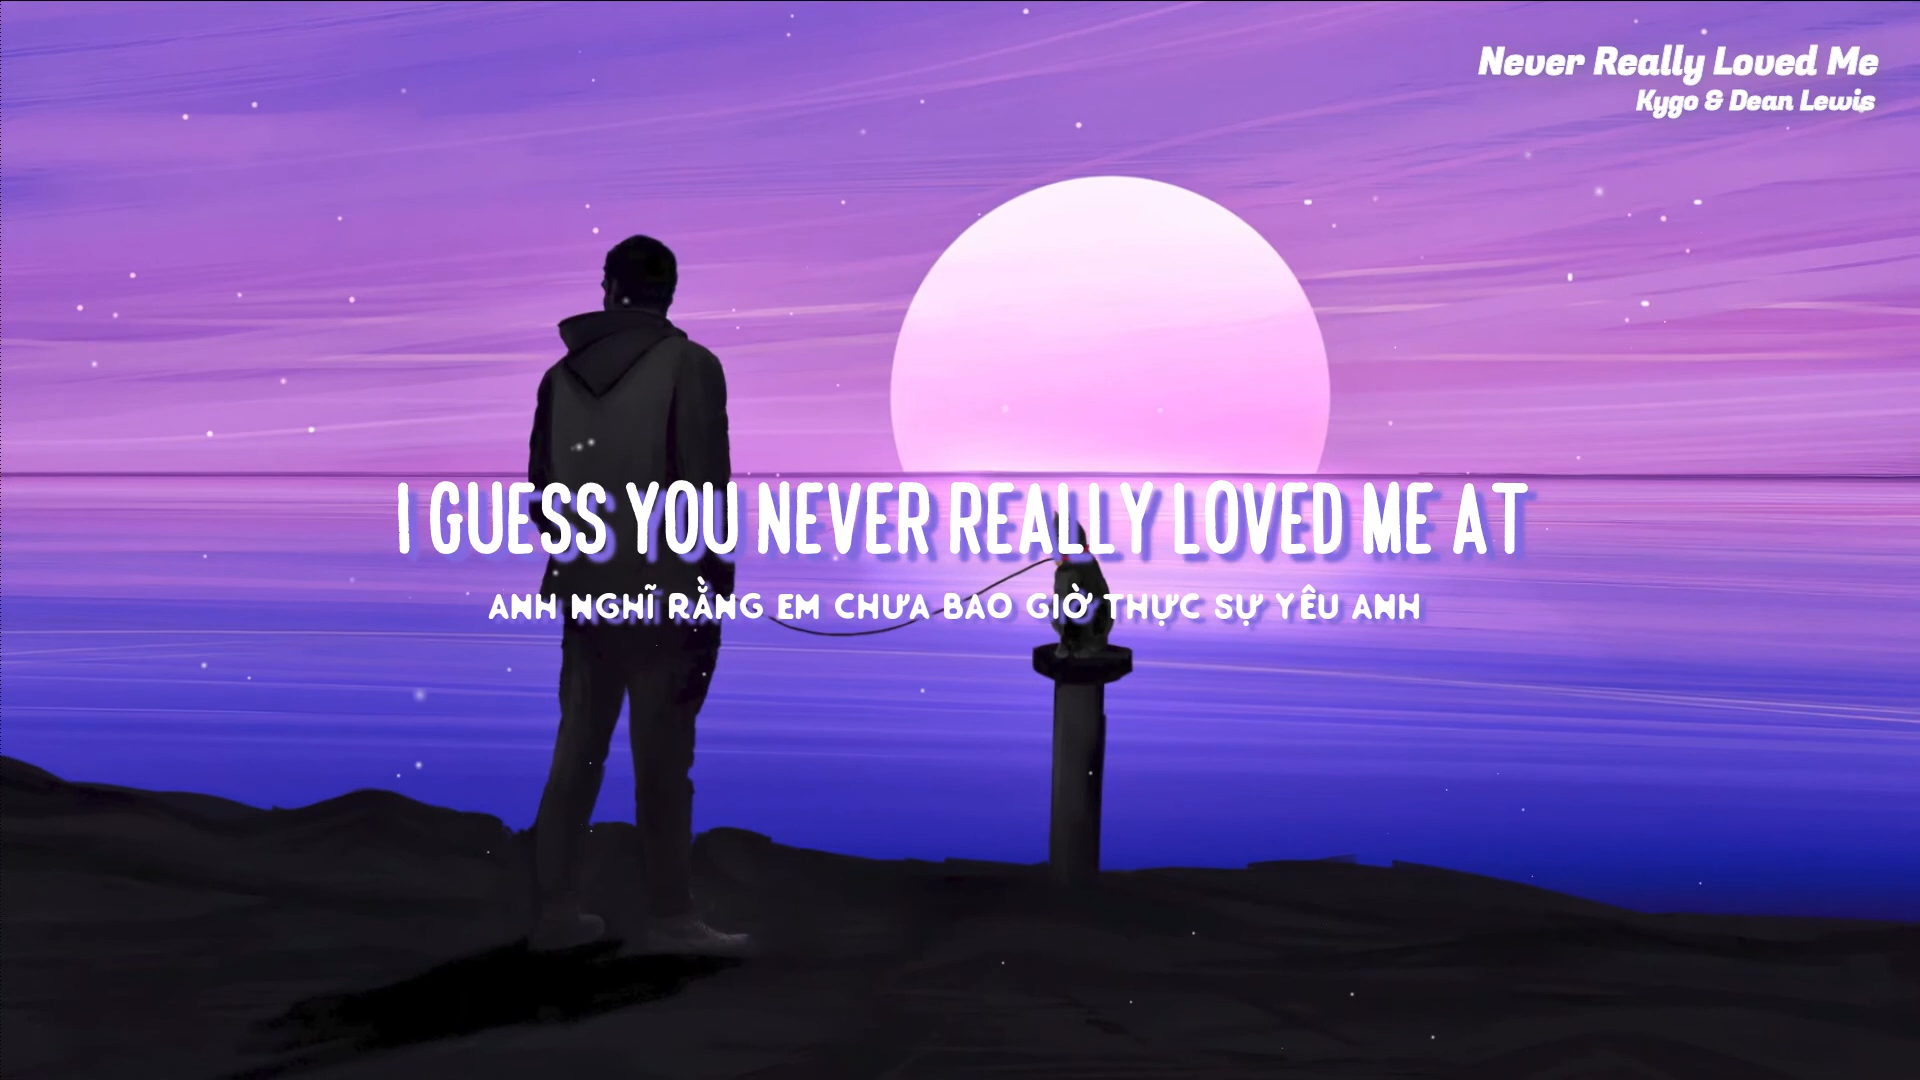 Never Really Loved Me
Kygo & Dean Lewis
I GUESS YOU NEVER REALLY LOVED ME AT
ANH NGHĨ RẰNG EM CHƯA BAO GIỜ THỰC SỰ YÊU ANH